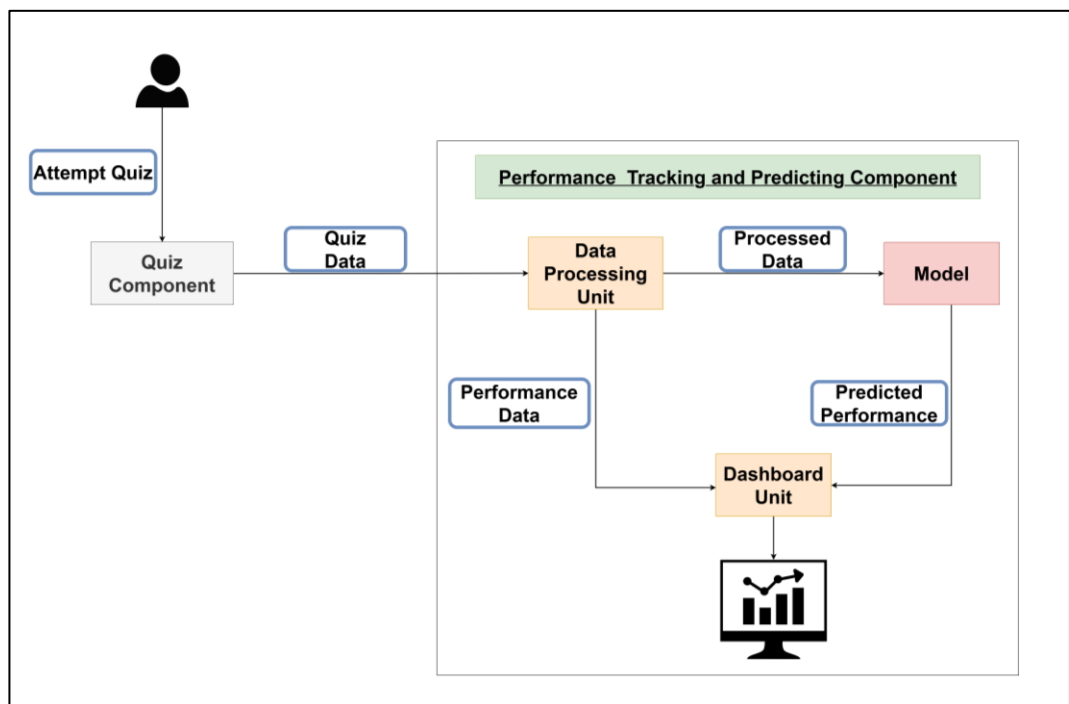 Attempt Quiz
Performance Tracking and Predicting Component
Quiz
Data
Processed
Data
Quiz
Component
Data
Processing
Unit
Model
Performance
Data
Predicted
Performance
Dashboard
Unit